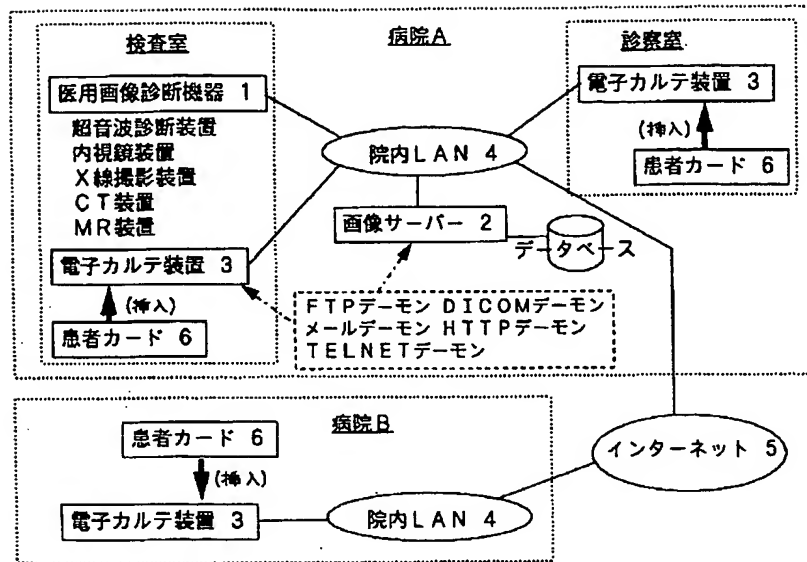 病院A
検査室
医用画像診断機器 1
超音波診断装置
内視鏡装置
X線撮影装置
CT装置
MR装置
電子カルテ装置 3
(挿入)
患者カード 6
院内LAN 4
画像サーバー 2
データベース
FTPデーモン DICOMデーモン
メールデーモン HTTPデーモン
TELNETデーモン
診察室
電子カルテ装置 3
(挿入)
患者カード 6
インターネット 5
病院B
患者カード 6
(挿入)
電子カルテ装置 3
院内LAN 4